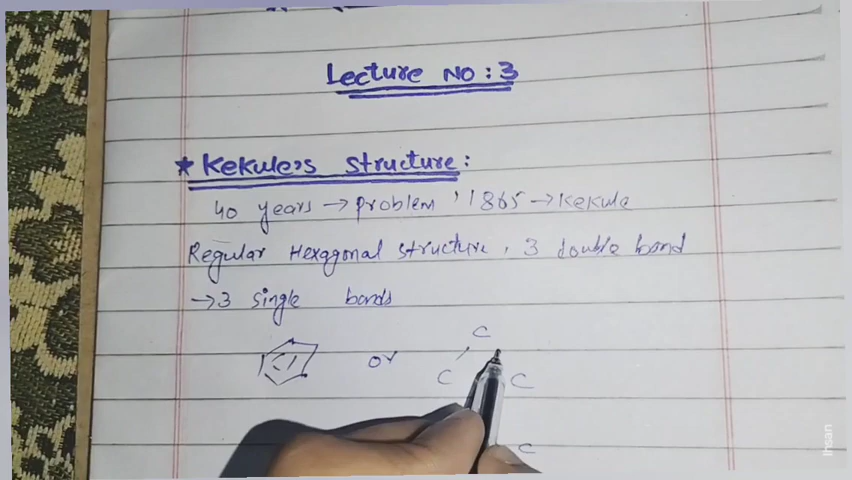 Lecture No : 3
★ Kekule's Structure:
40 years → problem, 1865 → Kekule
Regular Hexagonal structure, 3 double bond
→ 3 single bonds
or
C
C C
C
Ihsan